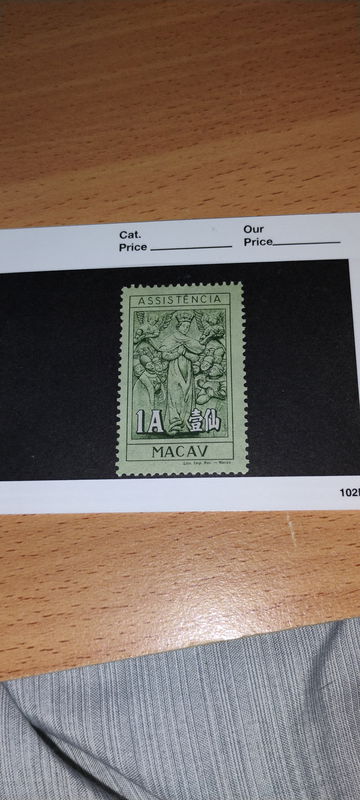 Cat.
Price
Our
Price
ASSISTÊNCIA
1A 壹仙
MACAV
102